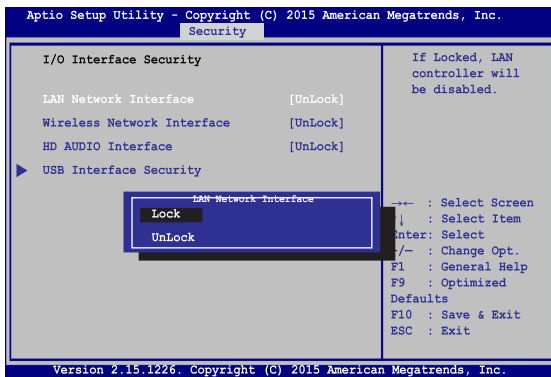 Aptio Setup Utility - Copyright (C) 2015 American Megatrends, Inc.
Security
I/O Interface Security
LAN Network Interface [UnLock]
Wireless Network Interface [UnLock]
HD AUDIO Interface [UnLock]
USB Interface Security
If Locked, LAN
controller will
be disabled.
LAN Network Interface
Lock
UnLock
→← : Select Screen
↓ : Select Item
Enter: Select
/— : Change Opt.
F1 : General Help
F9 : Optimized
Defaults
F10 : Save & Exit
ESC : Exit
Version 2.15.1226. Copyright (C) 2015 American Megatrends, Inc.